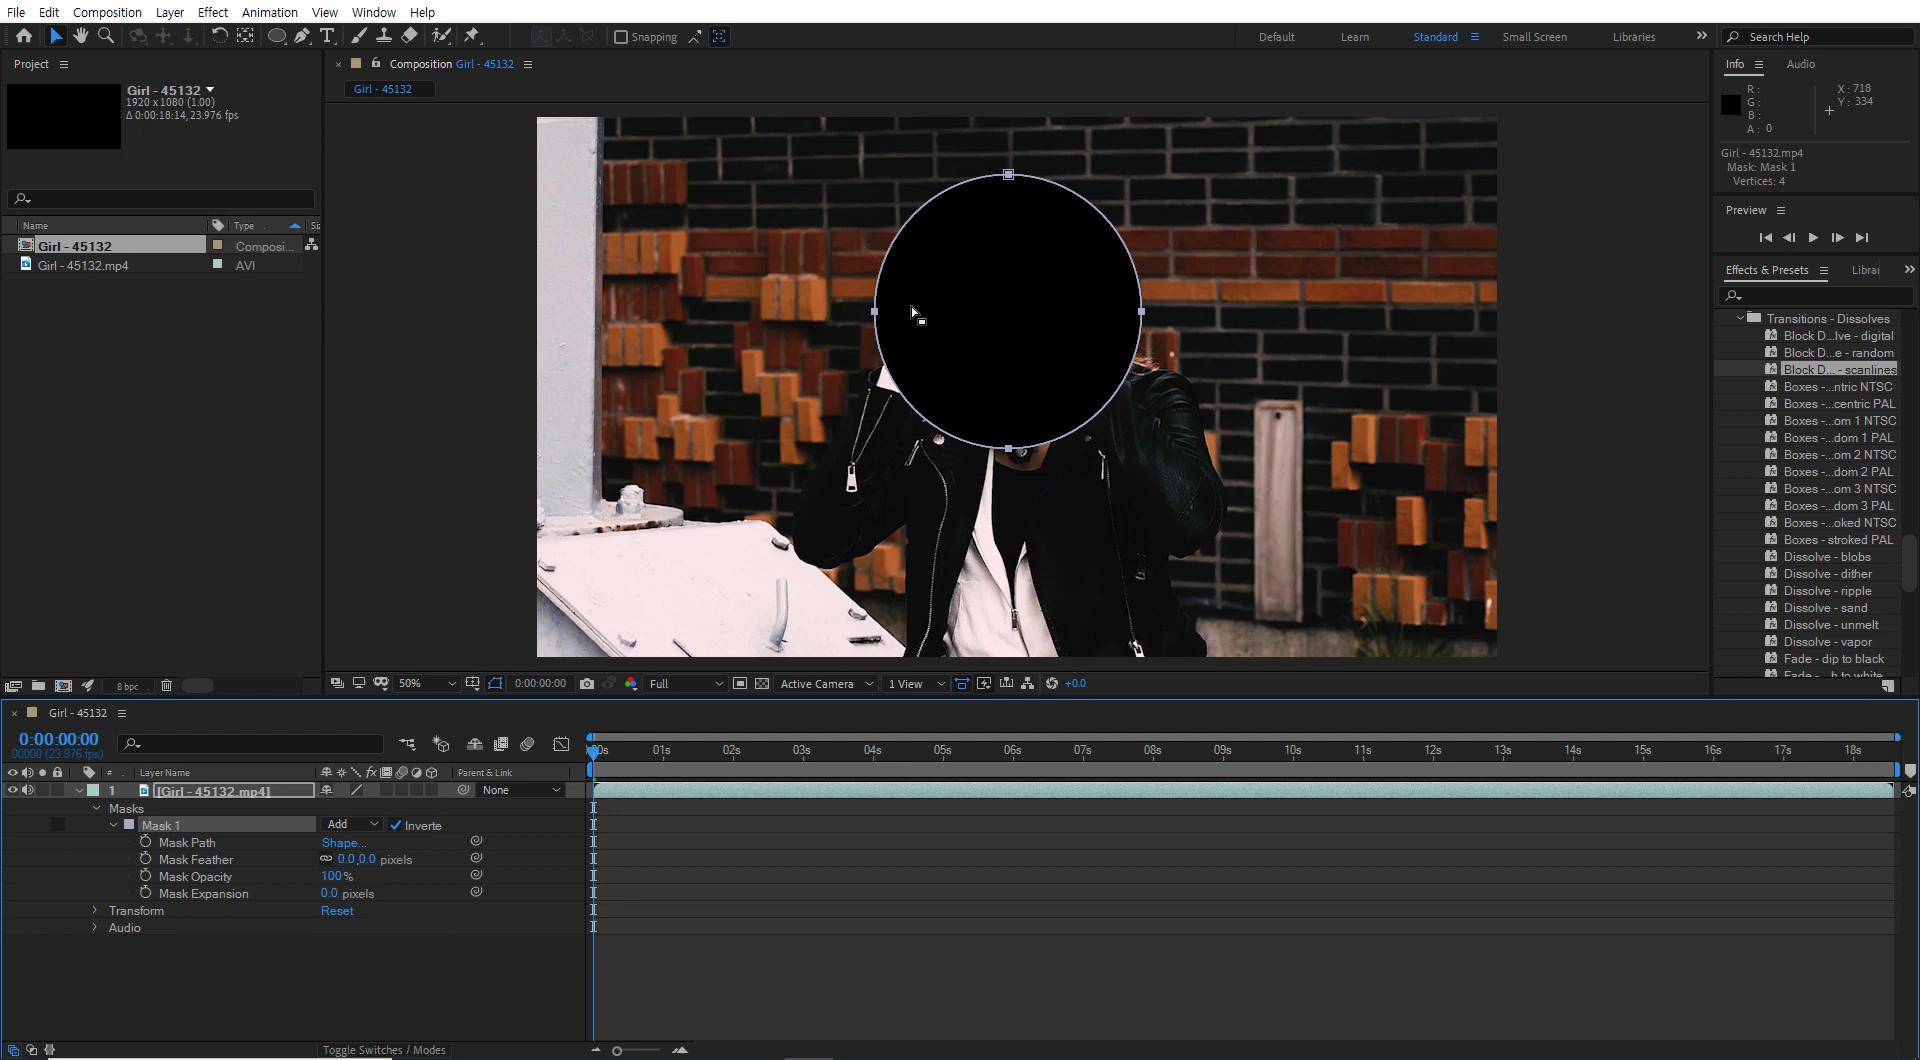 File Edit Composition Layer Effect Animation View Window Help
Snapping
Default Learn Standard Small Screen Libraries
Search Help
Project
Girl - 45132
1920 x 1080 (1.00)
Δ 0:00:18:14, 23.976 fps
Name Type Siz
Girl - 45132 Composi...
Girl - 45132.mp4 AVI
8 bpc
Composition Girl - 45132
Girl - 45132
50% 0:00:00:00 Full Active Camera 1 View +0.0
Info Audio
R : X : 718
G : Y : 334
B :
A : 0
Girl - 45132.mp4
Mask: Mask 1
Vertices: 4
Preview
Effects & Presets Librar
Transitions - Dissolves
Block D...lve - digital
Block D...e - random
Block D... - scanlines
Boxes -...ntric NTSC
Boxes -...centric PAL
Boxes -...om 1 NTSC
Boxes -...dom 1 PAL
Boxes -...om 2 NTSC
Boxes -...dom 2 PAL
Boxes -...om 3 NTSC
Boxes -...dom 3 PAL
Boxes -...oked NTSC
Boxes - stroked PAL
Dissolve - blobs
Dissolve - dither
Dissolve - ripple
Dissolve - sand
Dissolve - unmelt
Dissolve - vapor
Fade - dip to black
Fade - ...h to white
Girl - 45132
0:00:00:00
00000 (23.976 fps)
:00s 01s 02s 03s 04s 05s 06s 07s 08s 09s 10s 11s 12s 13s 14s 15s 16s 17s 18s
# Layer Name fx Parent & Link
1 [Girl - 45132.mp4] None
Masks
Mask 1 Add Inverte
Mask Path Shape...
Mask Feather 0.0,0.0 pixels
Mask Opacity 100%
Mask Expansion 0.0 pixels
Transform Reset
Audio
Toggle Switches / Modes